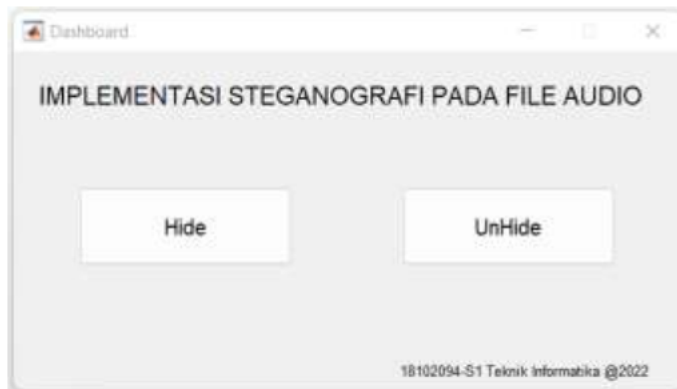 Dashboard
IMPLEMENTASI STEGANOGRAFI PADA FILE AUDIO
Hide
UnHide
18102094-S1 Teknik Informatika @2022